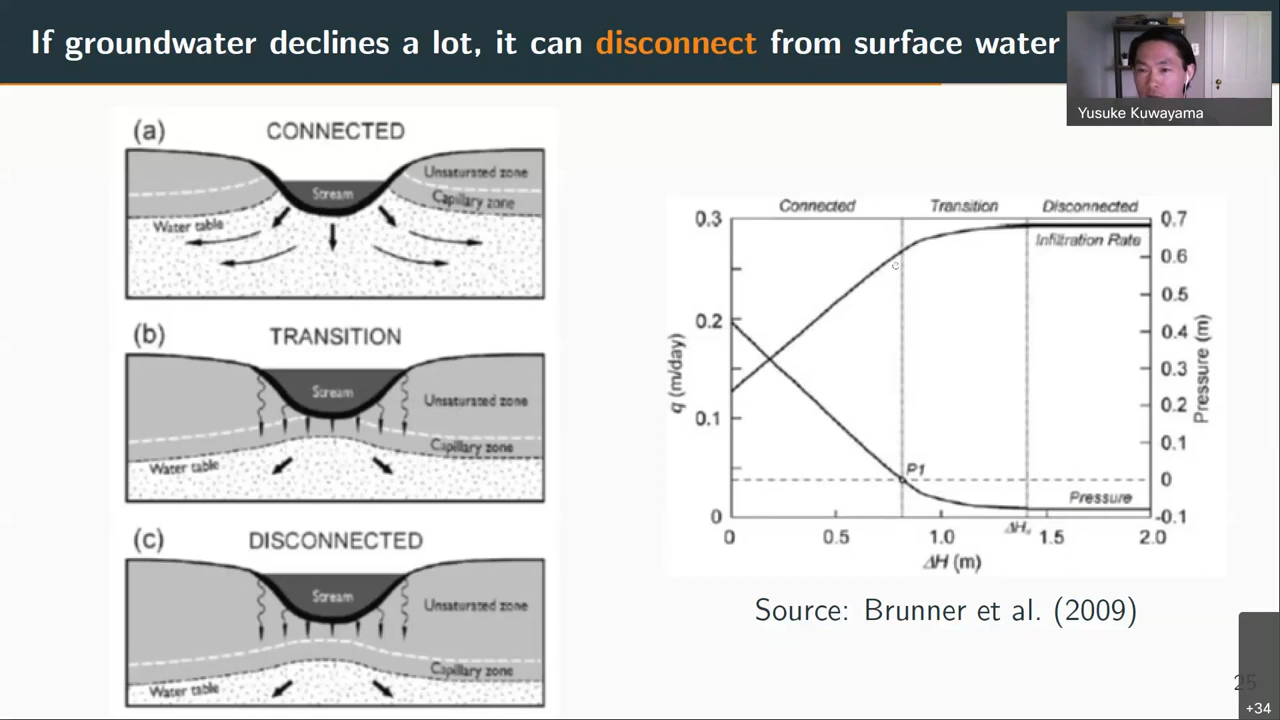 If groundwater declines a lot, it can disconnect from surface water
Yusuke Kuwayama
(a) CONNECTED
Unsaturated zone
Stream
Capillary zone
Water table
(b) TRANSITION
Stream
Unsaturated zone
Capillary zone
Water table
(c) DISCONNECTED
Stream
Unsaturated zone
Capillary zone
Water table
Connected Transition Disconnected
0.3 0.7
Infiltration Rate
0.6
0.5
0.2 0.4
0.3
0.2
0.1 0.1
P1
0
Pressure
0 -0.1
q (m/day)
Pressure (m)
0 0.5 1.0 1.5 2.0
ΔH (m)
Source: Brunner et al. (2009)
25
+34